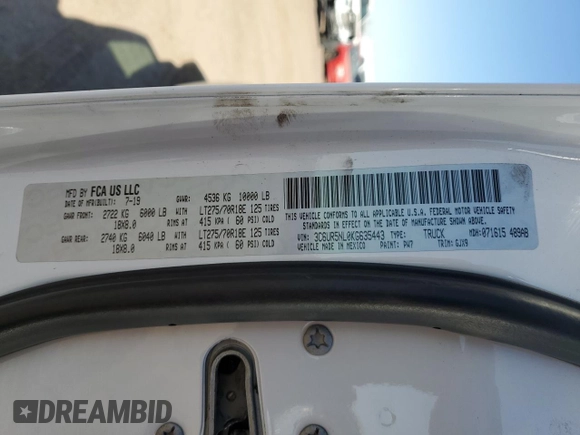 MFD BY FCA US LLC
DATE OF MFR(BUILT): 7-19 GVWR: 4536 KG 10000 LB
GAWR FRONT: 2722 KG 6000 LB WITH LT275/70R18E 125 TIRES
18X8.0 RIMS AT 415 KPA ( 60 PSI) COLD
GAWR REAR: 2740 KG 6040 LB WITH LT275/70R18E 125 TIRES
18X8.0 RIMS AT 415 KPA ( 60 PSI) COLD
THIS VEHICLE CONFORMS TO ALL APPLICABLE U.S.A. FEDERAL MOTOR VEHICLE SAFETY
STANDARDS IN EFFECT ON THE DATE OF MANUFACTURE SHOWN ABOVE.
VIN: 3C6UR5NL0KG635443 TYPE: TRUCK MDH: 071615 489AB
VEHICLE MADE IN MEXICO PAINT: PW7 TRIM: GJX9
DREAMBID